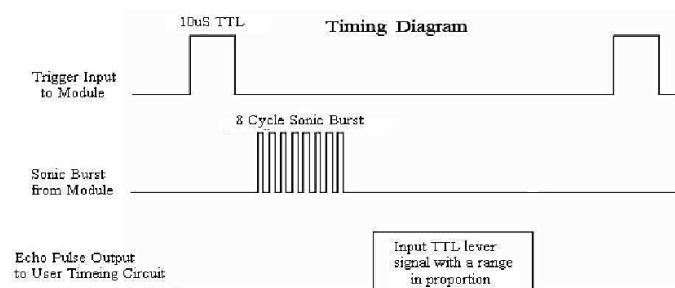 10uS TTL
Timing Diagram
Trigger Input
to Module
8 Cycle Sonic Burst
Sonic Burst
from Module
Echo Pulse Output
to User Timeing Circuit
Input TTL lever
signal with a range
in proportion